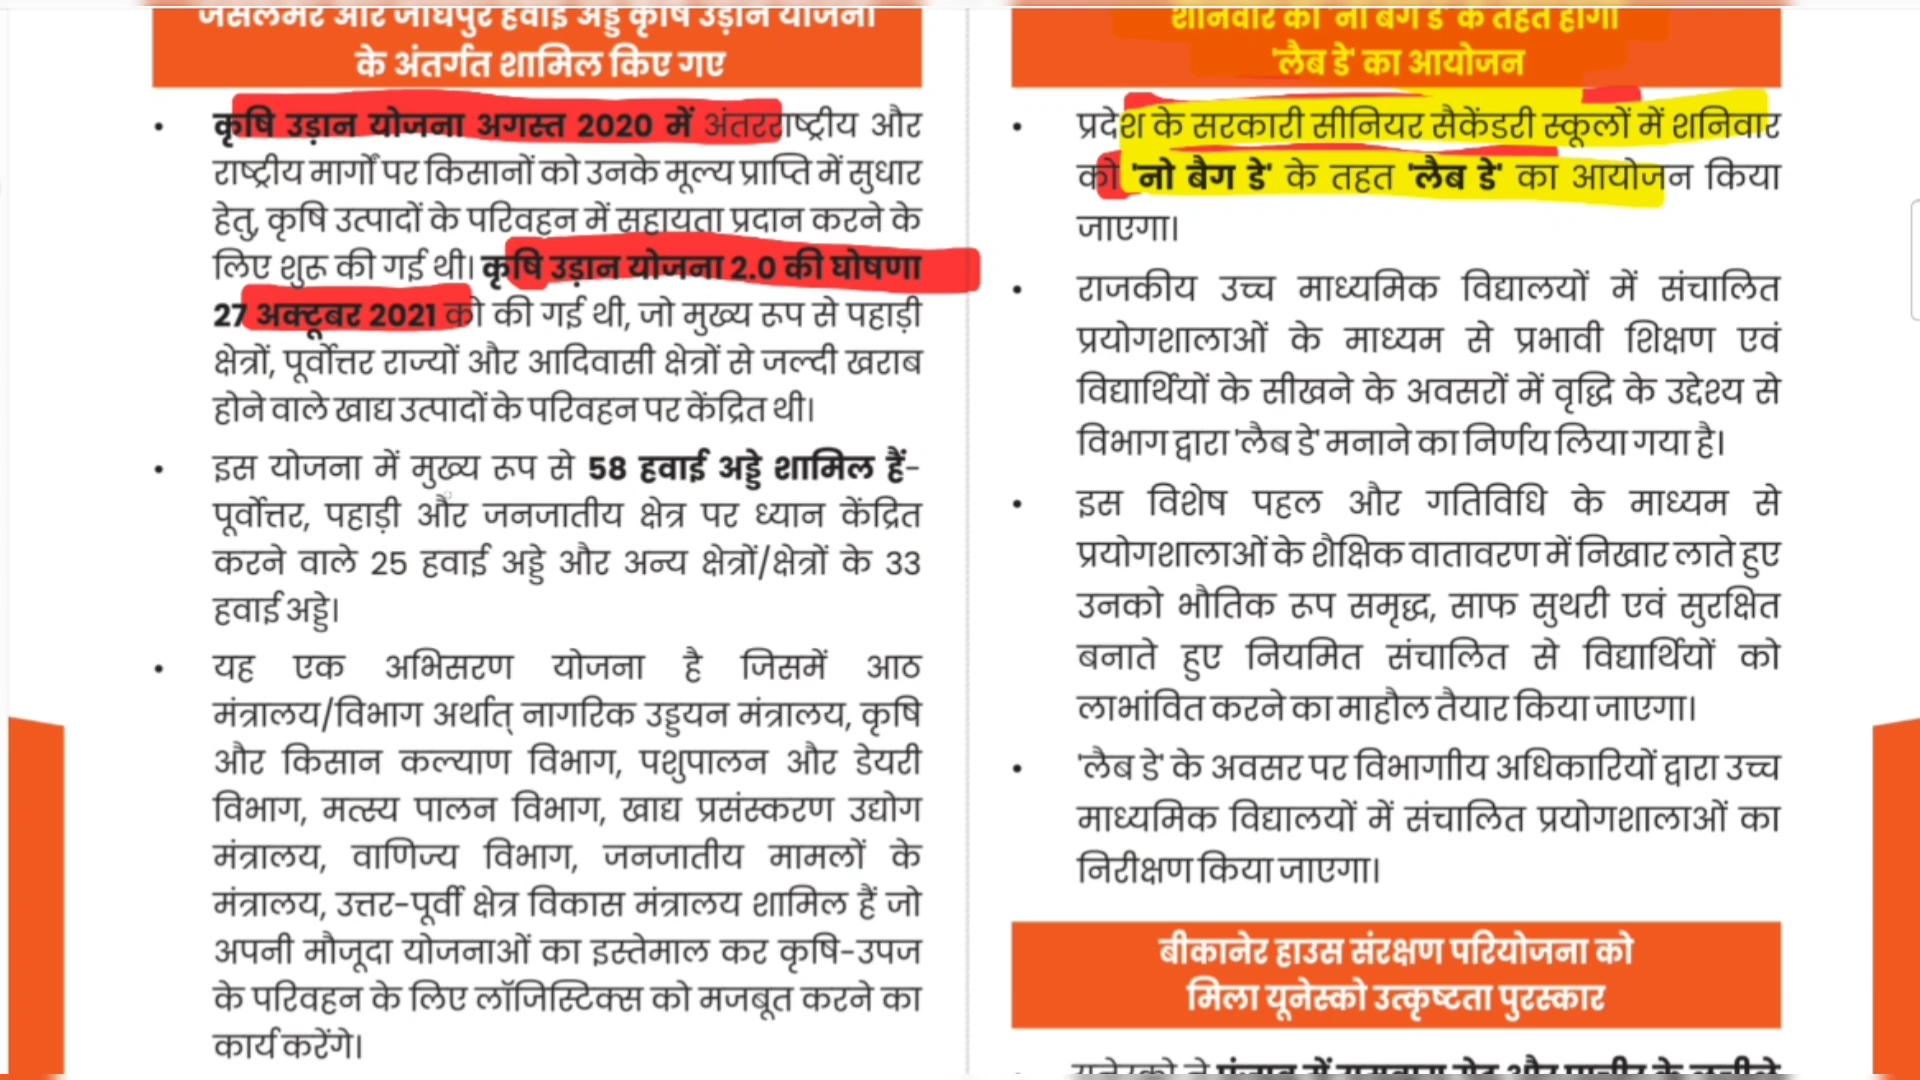 जैसलमेर और जोधपुर हवाई अड्डे कृषि उड़ान योजना
के अंतर्गत शामिल किए गए
• कृषि उड़ान योजना अगस्त 2020 में अंतरराष्ट्रीय और
राष्ट्रीय मार्गों पर किसानों को उनके मूल्य प्राप्ति में सुधार
हेतु, कृषि उत्पादों के परिवहन में सहायता प्रदान करने के
लिए शुरू की गई थी। कृषि उड़ान योजना 2.0 की घोषणा
27 अक्टूबर 2021 को की गई थी, जो मुख्य रूप से पहाड़ी
क्षेत्रों, पूर्वोत्तर राज्यों और आदिवासी क्षेत्रों से जल्दी खराब
होने वाले खाद्य उत्पादों के परिवहन पर केंद्रित थी।
• इस योजना में मुख्य रूप से 58 हवाई अड्डे शामिल हैं-
पूर्वोत्तर, पहाड़ी और जनजातीय क्षेत्र पर ध्यान केंद्रित
करने वाले 25 हवाई अड्डे और अन्य क्षेत्रों/क्षेत्रों के 33
हवाई अड्डे।
• यह एक अभिसरण योजना है जिसमें आठ
मंत्रालय/विभाग अर्थात् नागरिक उड्डयन मंत्रालय, कृषि
और किसान कल्याण विभाग, पशुपालन और डेयरी
विभाग, मत्स्य पालन विभाग, खाद्य प्रसंस्करण उद्योग
मंत्रालय, वाणिज्य विभाग, जनजातीय मामलों के
मंत्रालय, उत्तर-पूर्वी क्षेत्र विकास मंत्रालय शामिल हैं जो
अपनी मौजूदा योजनाओं का इस्तेमाल कर कृषि-उपज
के परिवहन के लिए लॉजिस्टिक्स को मजबूत करने का
कार्य करेंगे।
शनिवार को 'नो बैग डे' के तहत होगा
'लैब डे' का आयोजन
• प्रदेश के सरकारी सीनियर सैकेंडरी स्कूलों में शनिवार
को 'नो बैग डे' के तहत 'लैब डे' का आयोजन किया
जाएगा।
• राजकीय उच्च माध्यमिक विद्यालयों में संचालित
प्रयोगशालाओं के माध्यम से प्रभावी शिक्षण एवं
विद्यार्थियों के सीखने के अवसरों में वृद्धि के उद्देश्य से
विभाग द्वारा 'लैब डे' मनाने का निर्णय लिया गया है।
• इस विशेष पहल और गतिविधि के माध्यम से
प्रयोगशालाओं के शैक्षिक वातावरण में निखार लाते हुए
उनको भौतिक रूप समृद्ध, साफ सुथरी एवं सुरक्षित
बनाते हुए नियमित संचालित से विद्यार्थियों को
लाभांवित करने का माहौल तैयार किया जाएगा।
• 'लैब डे' के अवसर पर विभागाीय अधिकारियों द्वारा उच्च
माध्यमिक विद्यालयों में संचालित प्रयोगशालाओं का
निरीक्षण किया जाएगा।
बीकानेर हाउस संरक्षण परियोजना को
मिला यूनेस्को उत्कृष्टता पुरस्कार